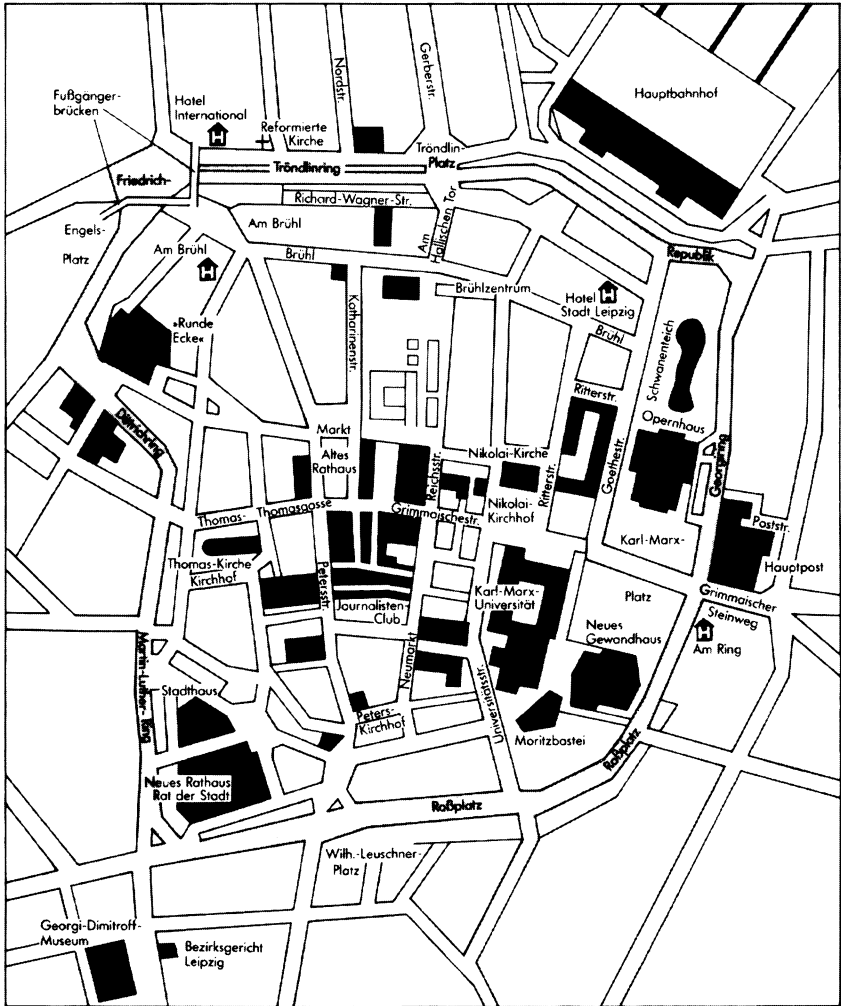 Nordstr.
Gerberstr.
Hauptbahnhof
Fußgänger-
brücken
Hotel
International
H
Reformierte
Kirche
Tröndlin-
Platz
Tröndlinring
Friedrich-
Richard-Wagner-Str.
Am
Hallischen Tor
Engels-
Platz
Am Brühl
Am Brühl
H
Brühl
Republik
Brühlzentrum
H
Hotel
Stadt Leipzig
Brühl
»Runde
Ecke«
Katharinenstr.
Schwanenteich
Ritterstr.
Goethestr.
Opernhaus
Dittrichring
Markt
Altes
Rathaus
Reichsstr.
Nikolai-Kirche
Ritterstr.
Georgiring
Nikolai-
Kirchhof
Thomas-
Thomasgasse
Grimmaischestr.
Poststr.
Karl-Marx-
Hauptpost
Thomas-Kirche
Kirchhof
Petersstr.
Journalisten-
Club
Karl-Marx-
Universität
Platz
Grimmaischer
Steinweg
Neues
Gewandhaus
H
Am Ring
Martin-Luther-Ring
Stadthaus
Neumarkt
Universitätsstr.
Peters-
Kirchhof
Moritzbastei
Roßplatz
Neues Rathaus
Rat der Stadt
Roßplatz
Wilh.-Leuschner-
Platz
Georgi-Dimitroff-
Museum
Bezirksgericht
Leipzig